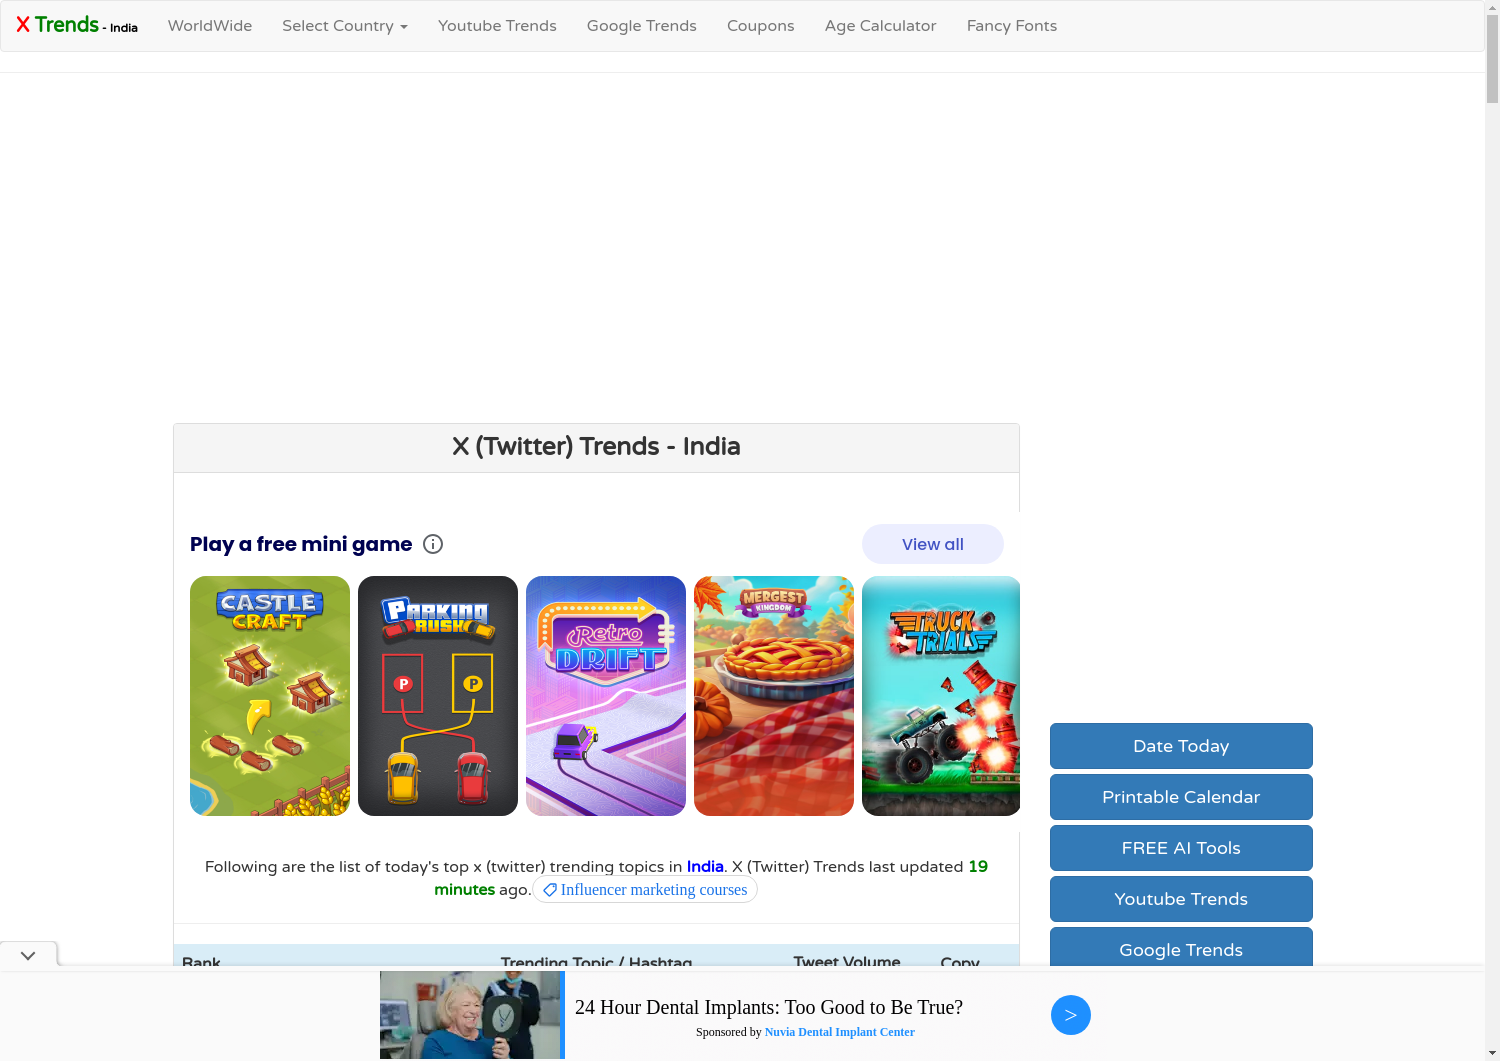 X Trends - India WorldWide Select Country Youtube Trends Google Trends Coupons Age Calculator Fancy Fonts
X (Twitter) Trends - India
Play a free mini game View all
CASTLE CRAFT
PARKING RUSH
P P
Retro DRIFT
MERGEST KINGDOM
TRUCK TRIALS
Following are the list of today's top x (twitter) trending topics in India. X (Twitter) Trends last updated 19
minutes ago. Influencer marketing courses
Rank Trending Topic / Hashtag Tweet Volume Copy
Date Today
Printable Calendar
FREE AI Tools
Youtube Trends
Google Trends
24 Hour Dental Implants: Too Good to Be True?
Sponsored by Nuvia Dental Implant Center
>